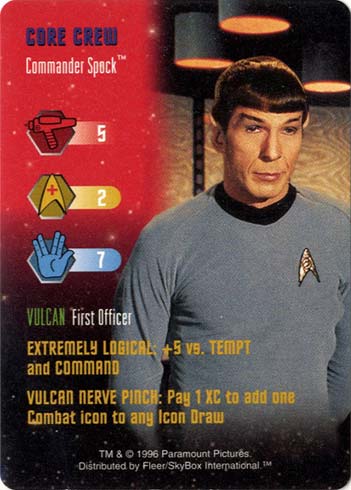 CORE CREW
Commander Spock™
5
2
7
VULCAN First Officer
EXTREMELY LOGICAL: +5 vs. TEMPT
and COMMAND
VULCAN NERVE PINCH: Pay 1 XC to add one
Combat icon to any Icon Draw
TM & © 1996 Paramount Pictures.
Distributed by Fleer/SkyBox International.™